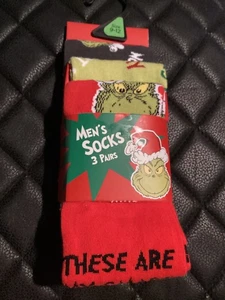 MEN'S
SOCKS
3 PAIRS
THESE ARE